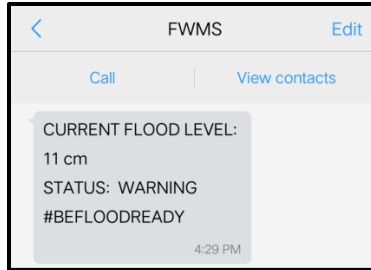 FWMS Edit
Call View contacts
CURRENT FLOOD LEVEL:
11 cm
STATUS: WARNING
#BEFLOODREADY
4:29 PM